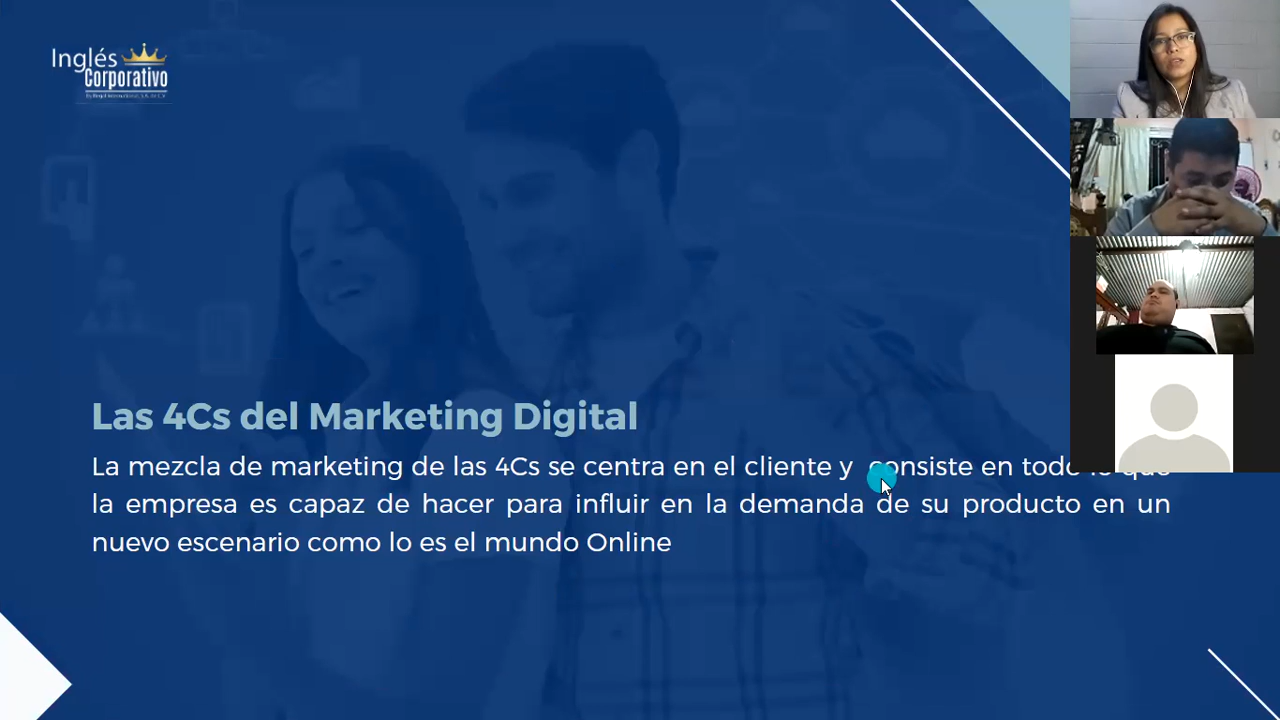 Inglés
Corporativo
Las 4Cs del Marketing Digital
La mezcla de marketing de las 4Cs se centra en el cliente y consiste en todo lo que
la empresa es capaz de hacer para influir en la demanda de su producto en un
nuevo escenario como lo es el mundo Online